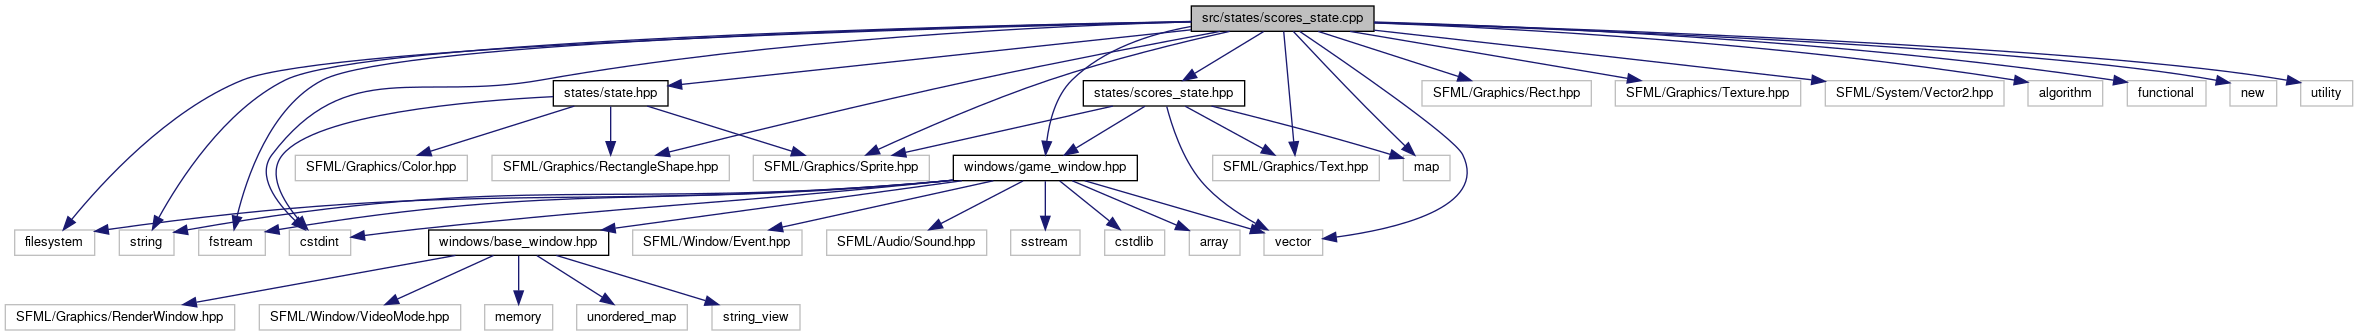 src/states/scores_state.cpp
states/state.hpp
states/scores_state.hpp
SFML/Graphics/Rect.hpp
SFML/Graphics/Texture.hpp
SFML/System/Vector2.hpp
algorithm
functional
new
utility
SFML/Graphics/Color.hpp
SFML/Graphics/RectangleShape.hpp
SFML/Graphics/Sprite.hpp
windows/game_window.hpp
SFML/Graphics/Text.hpp
map
filesystem
string
fstream
cstdint
windows/base_window.hpp
SFML/Window/Event.hpp
SFML/Audio/Sound.hpp
sstream
cstdlib
array
vector
SFML/Graphics/RenderWindow.hpp
SFML/Window/VideoMode.hpp
memory
unordered_map
string_view